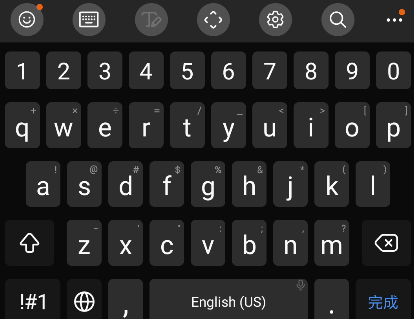 1 2 3 4 5 6 7 8 9 0
+ × ÷ = / _ < > [ ]
q w e r t y u i o p
! @ # $ % & * ( )
a s d f g h j k l
- ' " : ; , ?
z x c v b n m
!#1 , English (US) . 完成